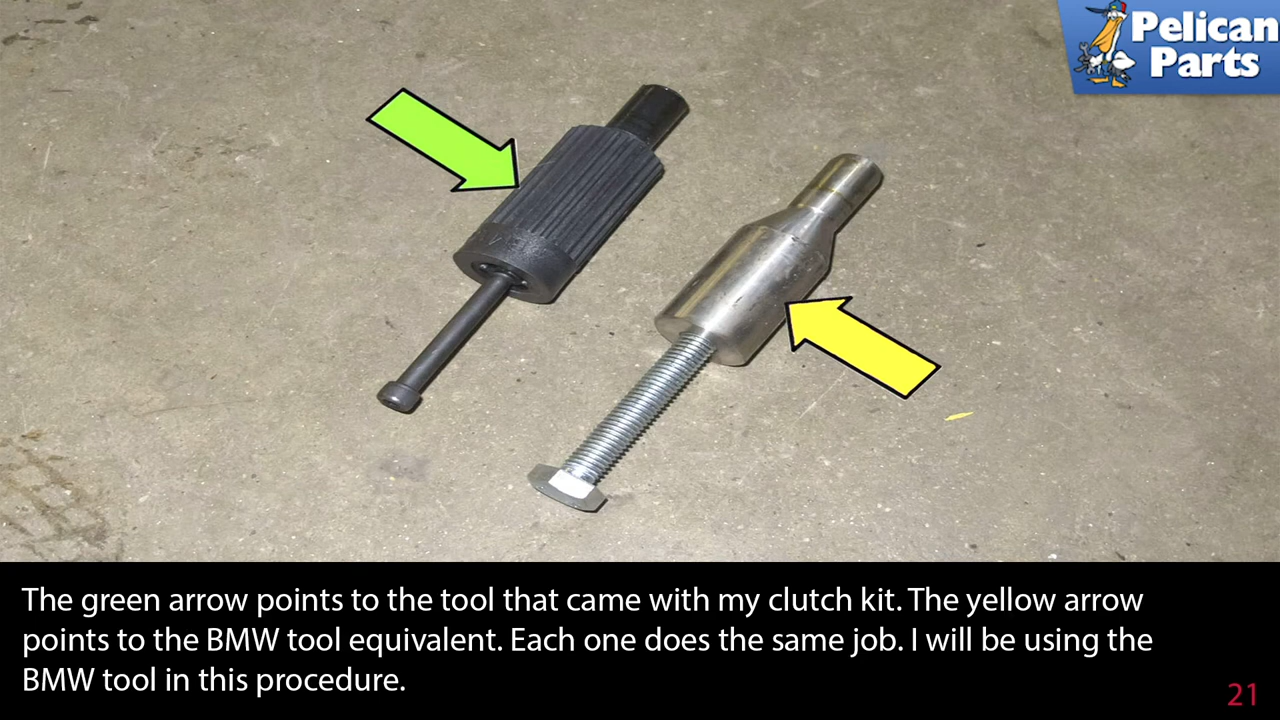 Pelican
Parts
The green arrow points to the tool that came with my clutch kit. The yellow arrow
points to the BMW tool equivalent. Each one does the same job. I will be using the
BMW tool in this procedure.
21